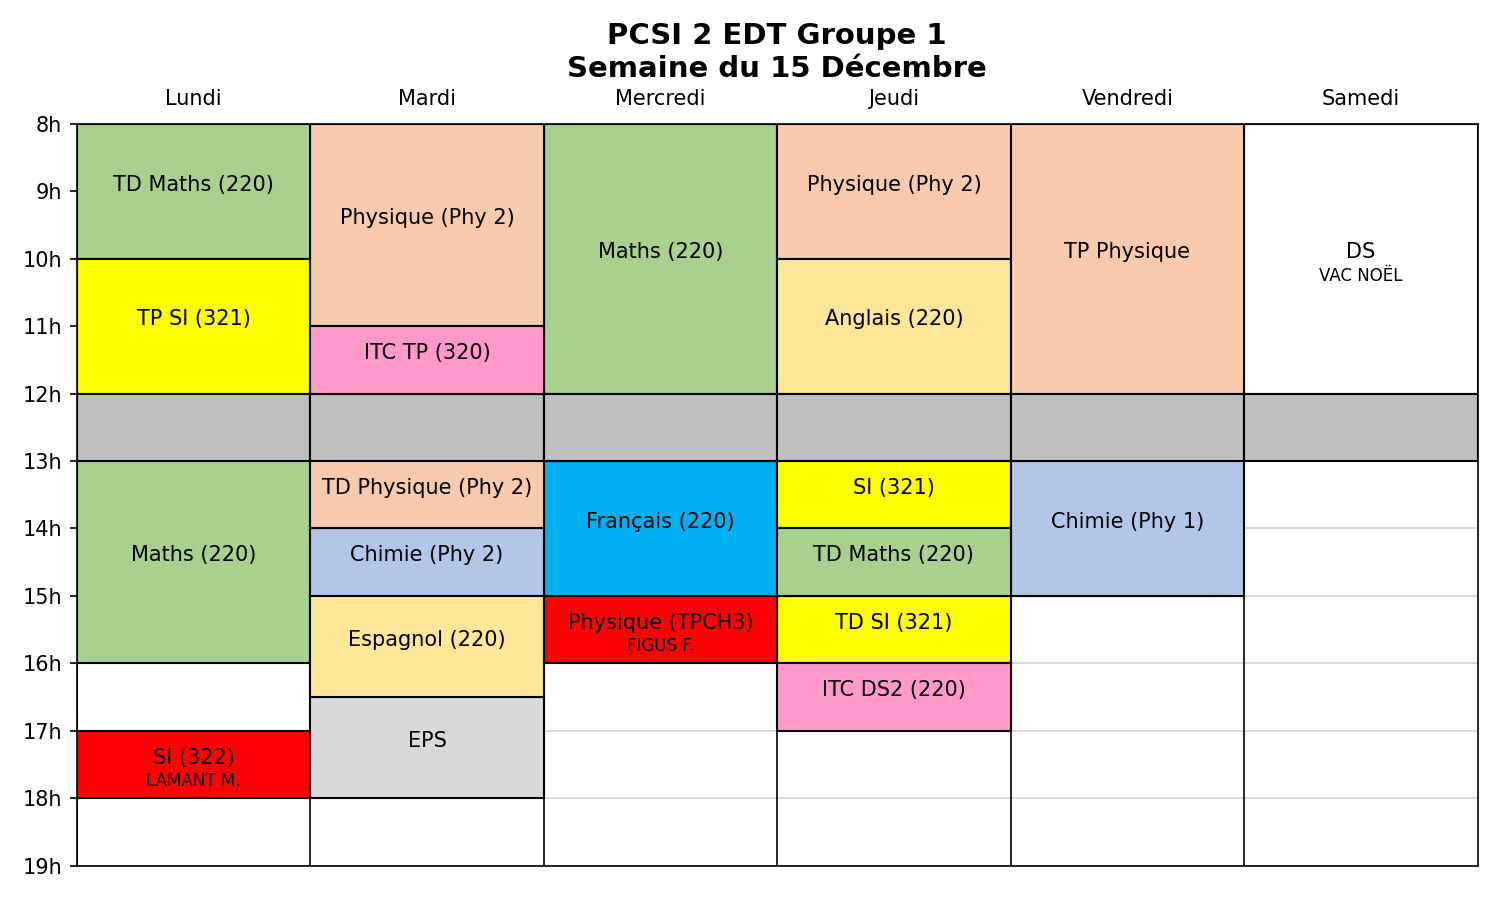 PCSI 2 EDT Groupe 1
Semaine du 15 Décembre
Lundi
Mardi
Mercredi
Jeudi
Vendredi
Samedi
8h
9h
10h
11h
12h
13h
14h
15h
16h
17h
18h
19h
TD Maths (220)
TP SI (321)
Maths (220)
SI (322)
LAMANT M.
Physique (Phy 2)
ITC TP (320)
TD Physique (Phy 2)
Chimie (Phy 2)
Espagnol (220)
EPS
Maths (220)
Français (220)
Physique (TPCH3)
FIGUS F.
Physique (Phy 2)
Anglais (220)
SI (321)
TD Maths (220)
TD SI (321)
ITC DS2 (220)
TP Physique
Chimie (Phy 1)
DS
VAC NOËL